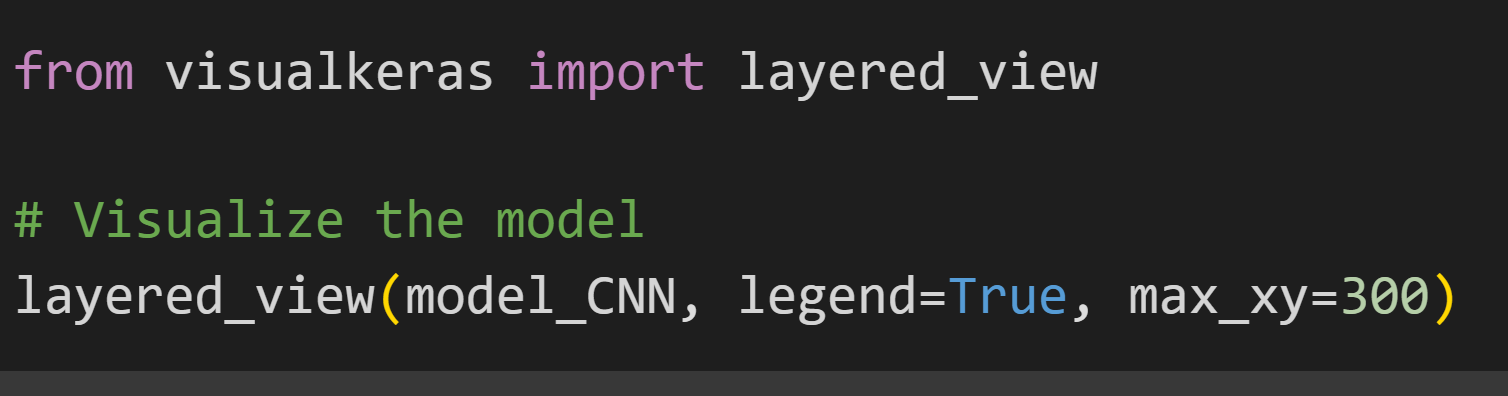 from visualkeras import layered_view
# Visualize the model
layered_view(model_CNN, legend=True, max_xy=300)